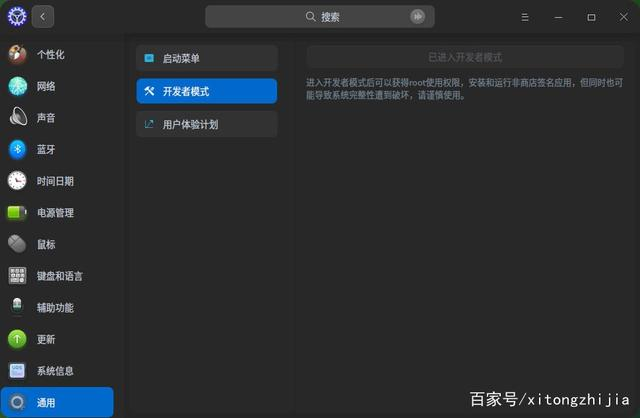 搜索
个性化
网络
声音
蓝牙
时间日期
电源管理
鼠标
键盘和语言
辅助功能
更新
系统信息
通用
启动菜单
开发者模式
用户体验计划
已进入开发者模式
进入开发者模式后可以获得root使用权限，安装和运行非商店签名应用，但同时也可
能导致系统完整性遭到破坏，请谨慎使用。
百家号/xitongzhijia